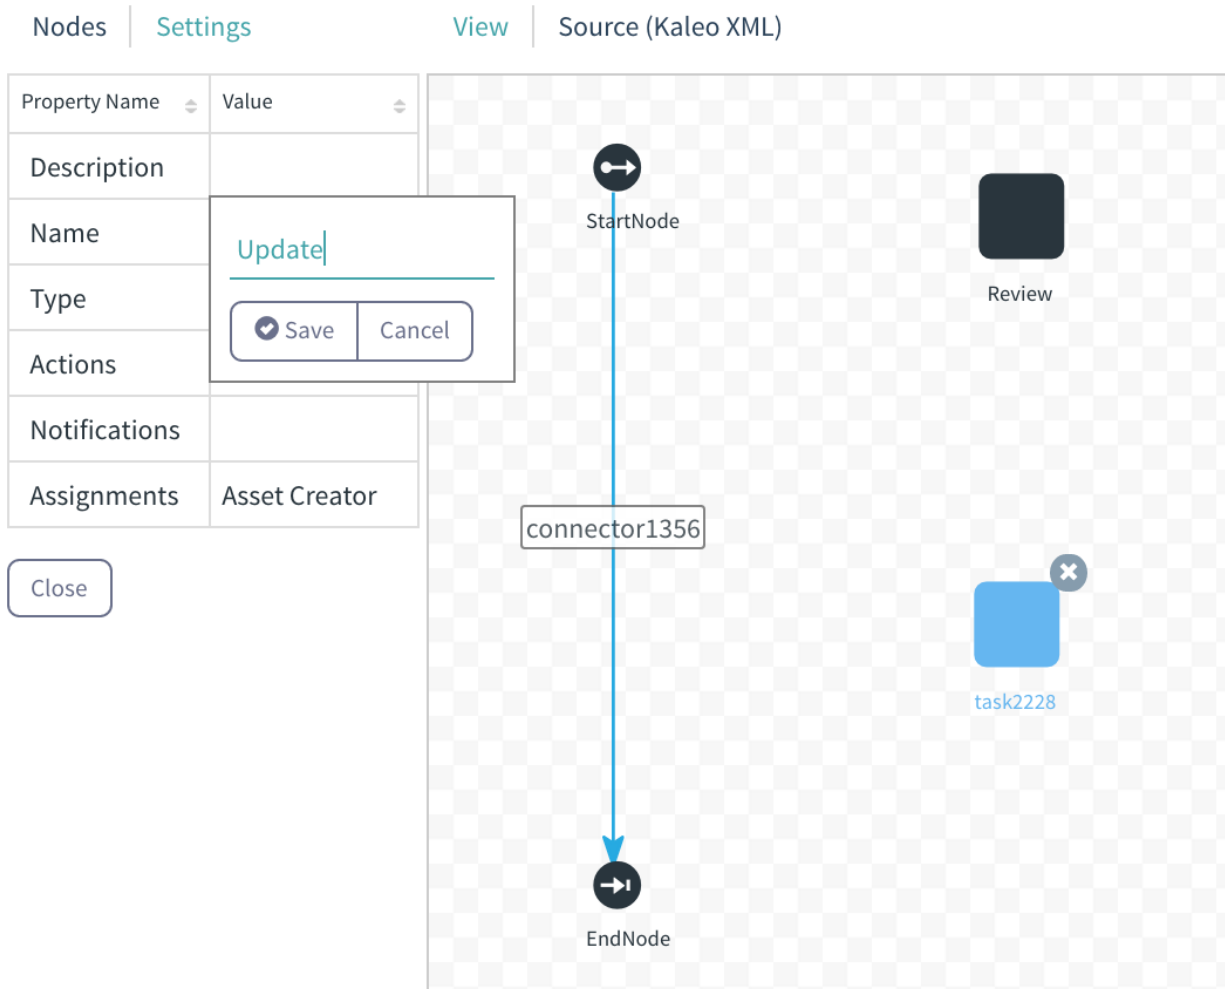 Nodes
Settings
View
Source (Kaleo XML)
Property Name
Value
Description
Name
Update
Type
Save
Cancel
Actions
Notifications
Assignments
Asset Creator
Close
StartNode
Review
connector1356
task2228
EndNode